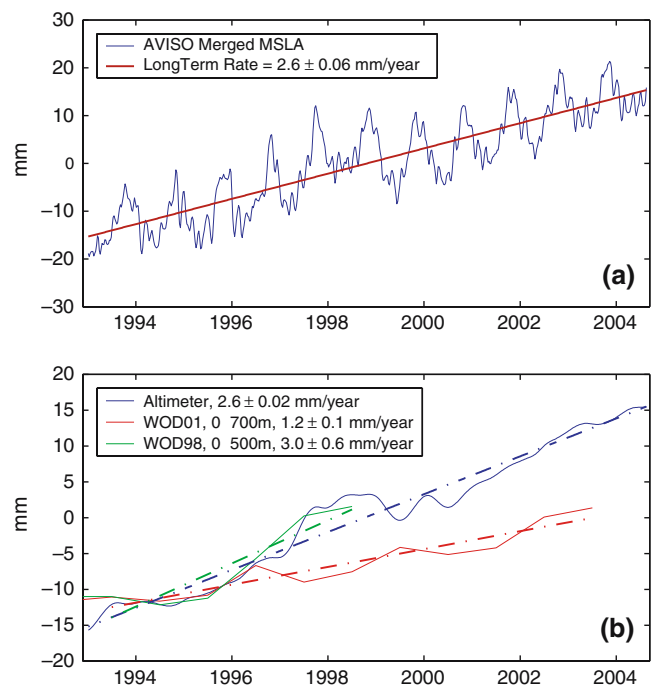 AVISO Merged MSLA
LongTerm Rate = 2.6 ± 0.06 mm/year
30
20
10
0
−10
−20
−30
mm
(a)
1994 1996 1998 2000 2002 2004
Altimeter, 2.6 ± 0.02 mm/year
WOD01, 0 700m, 1.2 ± 0.1 mm/year
WOD98, 0 500m, 3.0 ± 0.6 mm/year
20
15
10
5
0
−5
−10
−15
−20
mm
(b)
1994 1996 1998 2000 2002 2004